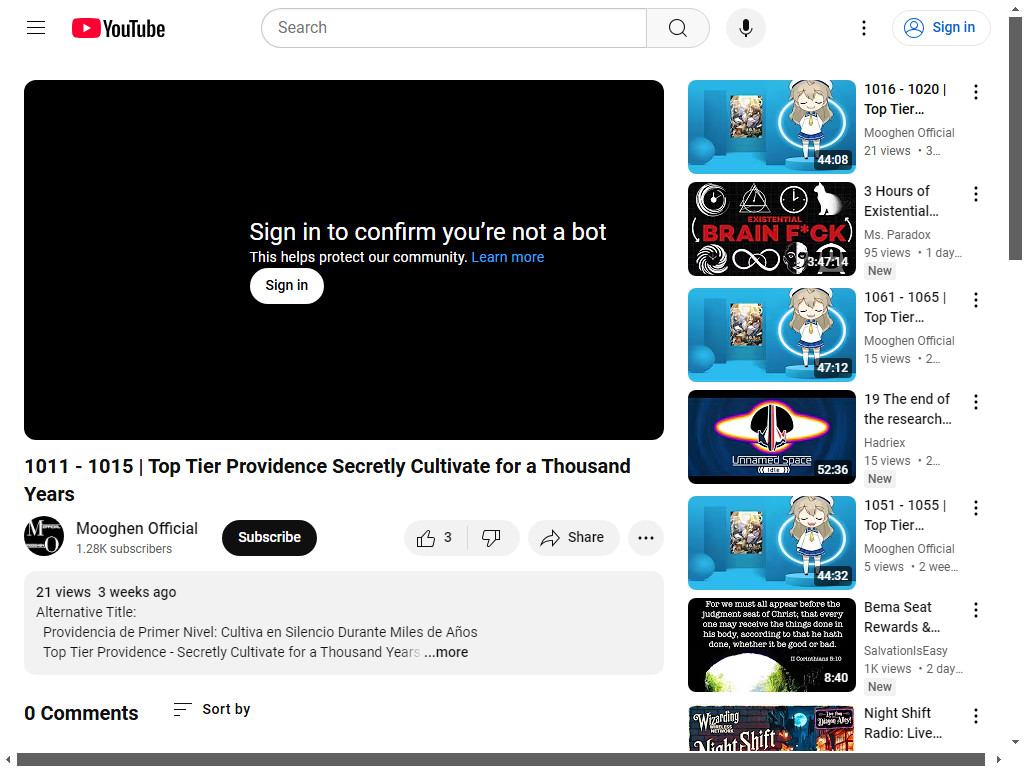 YouTube
Search
Sign in
Sign in to confirm you’re not a bot
This helps protect our community. Learn more
Sign in
1011 - 1015 | Top Tier Providence Secretly Cultivate for a Thousand
Years
Mooghen Official
1.28K subscribers
Subscribe
3
Share
21 views 3 weeks ago
Alternative Title:
Providencia de Primer Nivel: Cultiva en Silencio Durante Miles de Años
Top Tier Providence - Secretly Cultivate for a Thousand Years ...more
0 Comments
Sort by
44:08
1016 - 1020 |
Top Tier…
Mooghen Official
21 views • 3…
EXISTENTIAL
BRAIN F*CK
3:47:14
3 Hours of
Existential…
Ms. Paradox
95 views • 1 day…
New
47:12
1061 - 1065 |
Top Tier…
Mooghen Official
15 views • 2…
Unnamed Space
Idle
52:36
19 The end of
the research…
Hadriex
15 views • 2…
New
44:32
1051 - 1055 |
Top Tier…
Mooghen Official
5 views • 2 wee…
For we must all appear before the
judgment seat of Christ; that every
one may receive the things done in
his body, according to that he hath
done, whether it be good or bad.
II Corinthians 5:10
8:40
Bema Seat
Rewards &…
SalvationIsEasy
1K views • 2 day…
New
Wizarding
WIRELESS
NETWORK
Live From
Diagon Alley!
Night Shift
Night Shift
Radio: Live…